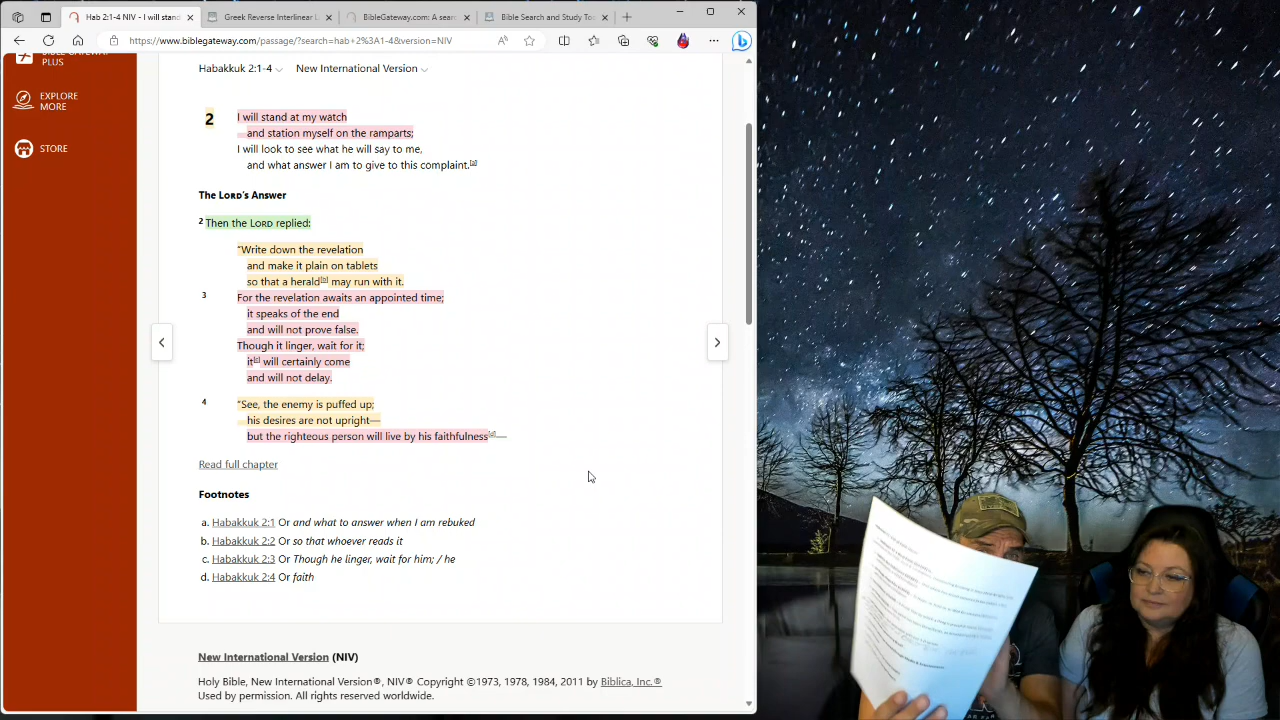 Hab 2:1-4 NIV - I will stand
Greek Reverse Interlinear L
BibleGateway.com: A sear
Bible Search and Study To
https://www.biblegateway.com/passage/?search=hab+2%3A1-4&version=NIV
BIBLE GATEWAY
PLUS
EXPLORE
MORE
STORE
Habakkuk 2:1-4 New International Version
2 I will stand at my watch
and station myself on the ramparts;
I will look to see what he will say to me,
and what answer I am to give to this complaint.[a]
The LORD's Answer
2 Then the LORD replied:
"Write down the revelation
and make it plain on tablets
so that a herald[b] may run with it.
3 For the revelation awaits an appointed time;
it speaks of the end
and will not prove false.
Though it linger, wait for it;
it[c] will certainly come
and will not delay.
4 "See, the enemy is puffed up;
his desires are not upright—
but the righteous person will live by his faithfulness[d]—
Read full chapter
Footnotes
a. Habakkuk 2:1 Or and what to answer when I am rebuked
b. Habakkuk 2:2 Or so that whoever reads it
c. Habakkuk 2:3 Or Though he linger, wait for him; / he
d. Habakkuk 2:4 Or faith
New International Version (NIV)
Holy Bible, New International Version®, NIV® Copyright ©1973, 1978, 1984, 2011 by Biblica, Inc.®
Used by permission. All rights reserved worldwide.